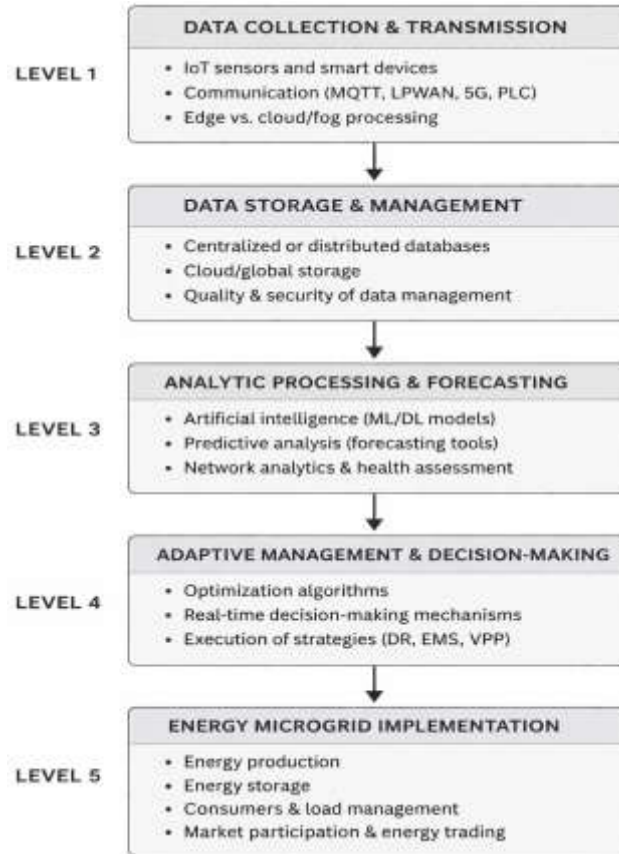 DATA COLLECTION & TRANSMISSION
LEVEL 1
• IoT sensors and smart devices
• Communication (MQTT, LPWAN, 5G, PLC)
• Edge vs. cloud/fog processing
DATA STORAGE & MANAGEMENT
LEVEL 2
• Centralized or distributed databases
• Cloud/global storage
• Quality & security of data management
ANALYTIC PROCESSING & FORECASTING
LEVEL 3
• Artificial intelligence (ML/DL models)
• Predictive analysis (forecasting tools)
• Network analytics & health assessment
ADAPTIVE MANAGEMENT & DECISION-MAKING
LEVEL 4
• Optimization algorithms
• Real-time decision-making mechanisms
• Execution of strategies (DR, EMS, VPP)
ENERGY MICROGRID IMPLEMENTATION
LEVEL 5
• Energy production
• Energy storage
• Consumers & load management
• Market participation & energy trading